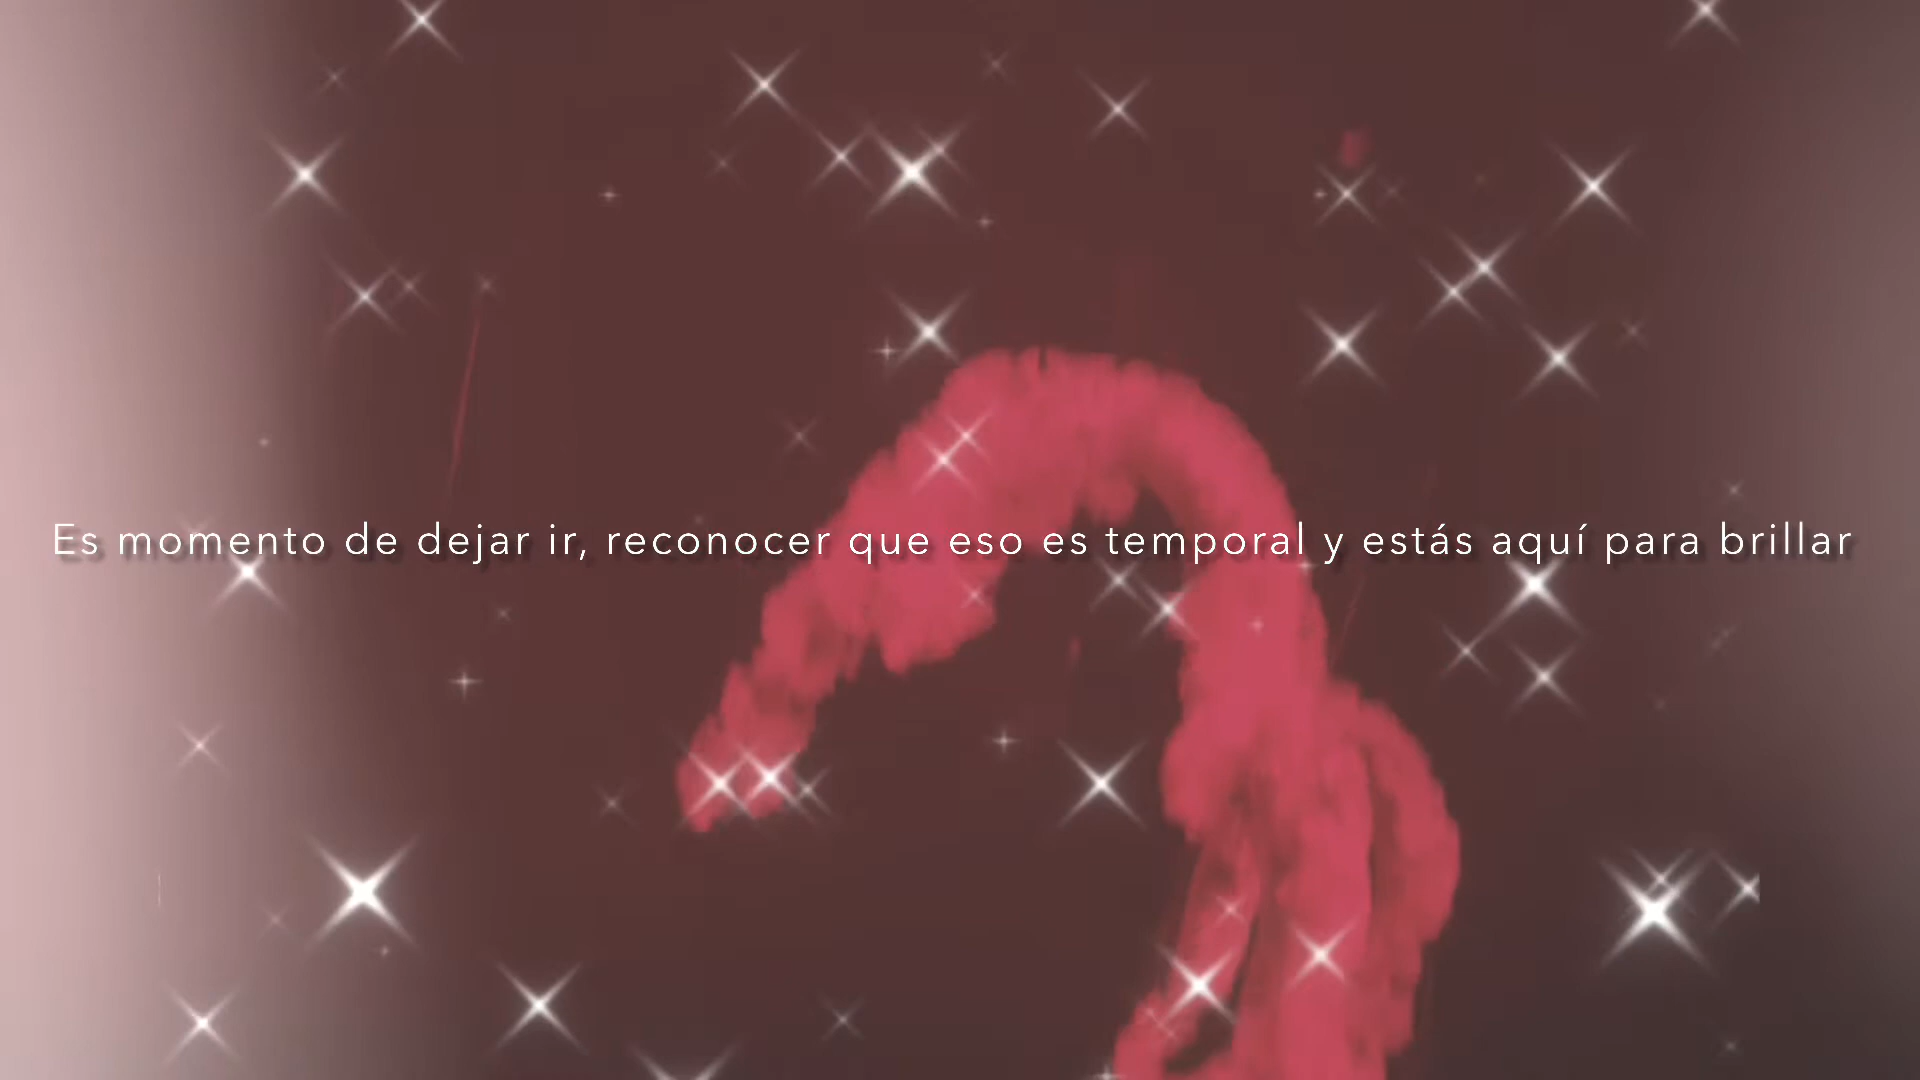 Es momento de dejar ir, reconocer que eso es temporal y estás aquí para brillar